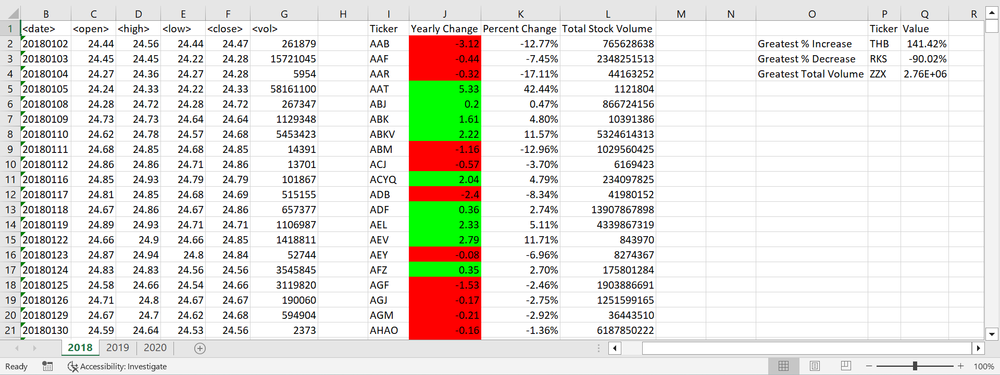 B C D E F G H I J K L M N O P Q R
1 <date> <open> <high> <low> <close> <vol> Ticker Yearly Change Percent Change Total Stock Volume Ticker Value
2 20180102 24.44 24.56 24.44 24.47 261879 AAB -3.12 -12.77% 765628638 Greatest % Increase THB 141.42%
3 20180103 24.45 24.45 24.22 24.28 15721045 AAF -0.44 -7.45% 2348251513 Greatest % Decrease RKS -90.02%
4 20180104 24.27 24.36 24.27 24.28 5954 AAR -0.32 -17.11% 44163252 Greatest Total Volume ZZX 2.76E+06
5 20180105 24.24 24.33 24.22 24.33 58161100 AAT 5.33 42.44% 1121804
6 20180108 24.28 24.72 24.28 24.72 267347 ABJ 0.2 0.47% 866724156
7 20180109 24.73 24.73 24.64 24.64 1129348 ABK 1.61 4.80% 10391386
8 20180110 24.62 24.78 24.57 24.68 5453423 ABKV 2.22 11.57% 5324614313
9 20180111 24.68 24.85 24.68 24.85 14391 ABM -1.16 -12.96% 1029560425
10 20180112 24.86 24.86 24.71 24.86 13701 ACJ -0.57 -3.70% 6169423
11 20180116 24.85 24.93 24.79 24.79 101867 ACYQ 2.04 4.79% 234097825
12 20180117 24.81 24.85 24.68 24.69 515155 ADB -2.4 -8.34% 41980152
13 20180118 24.67 24.86 24.67 24.86 657377 ADF 0.36 2.74% 13907867898
14 20180119 24.89 24.93 24.71 24.71 1106987 AEL 2.33 5.11% 4339867319
15 20180122 24.66 24.9 24.66 24.85 1418811 AEV 2.79 11.71% 843970
16 20180123 24.87 24.94 24.8 24.84 52744 AEY -0.08 -6.96% 8274367
17 20180124 24.83 24.83 24.56 24.56 3545845 AFZ 0.35 2.70% 175801284
18 20180125 24.58 24.66 24.54 24.66 3119820 AGF -1.53 -2.46% 1903886691
19 20180126 24.71 24.8 24.67 24.67 190060 AGJ -0.17 -2.75% 1251599165
20 20180129 24.67 24.7 24.62 24.68 594904 AGM -0.21 -2.92% 36443510
21 20180130 24.59 24.64 24.53 24.56 2373 AHAO -0.16 -1.36% 6187850222
2018 2019 2020
Ready Accessibility: Investigate 100%